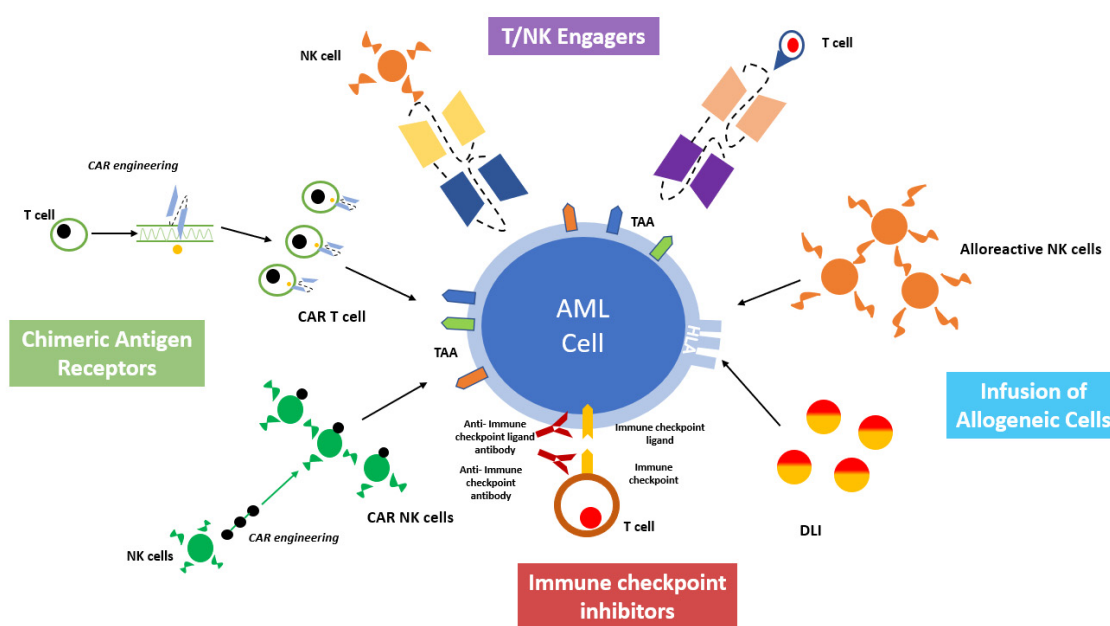 T/NK Engagers
NK cell
T cell
CAR engineering
T cell
TAA
Alloreactive NK cells
CAR T cell
AML
Cell
HLA
Chimeric Antigen
Receptors
TAA
Infusion of
Allogeneic Cells
Anti- Immune
checkpoint ligand
antibody
Immune checkpoint
ligand
Anti- Immune
checkpoint
antibody
Immune
checkpoint
CAR NK cells
T cell
DLI
CAR engineering
NK cells
Immune checkpoint
inhibitors